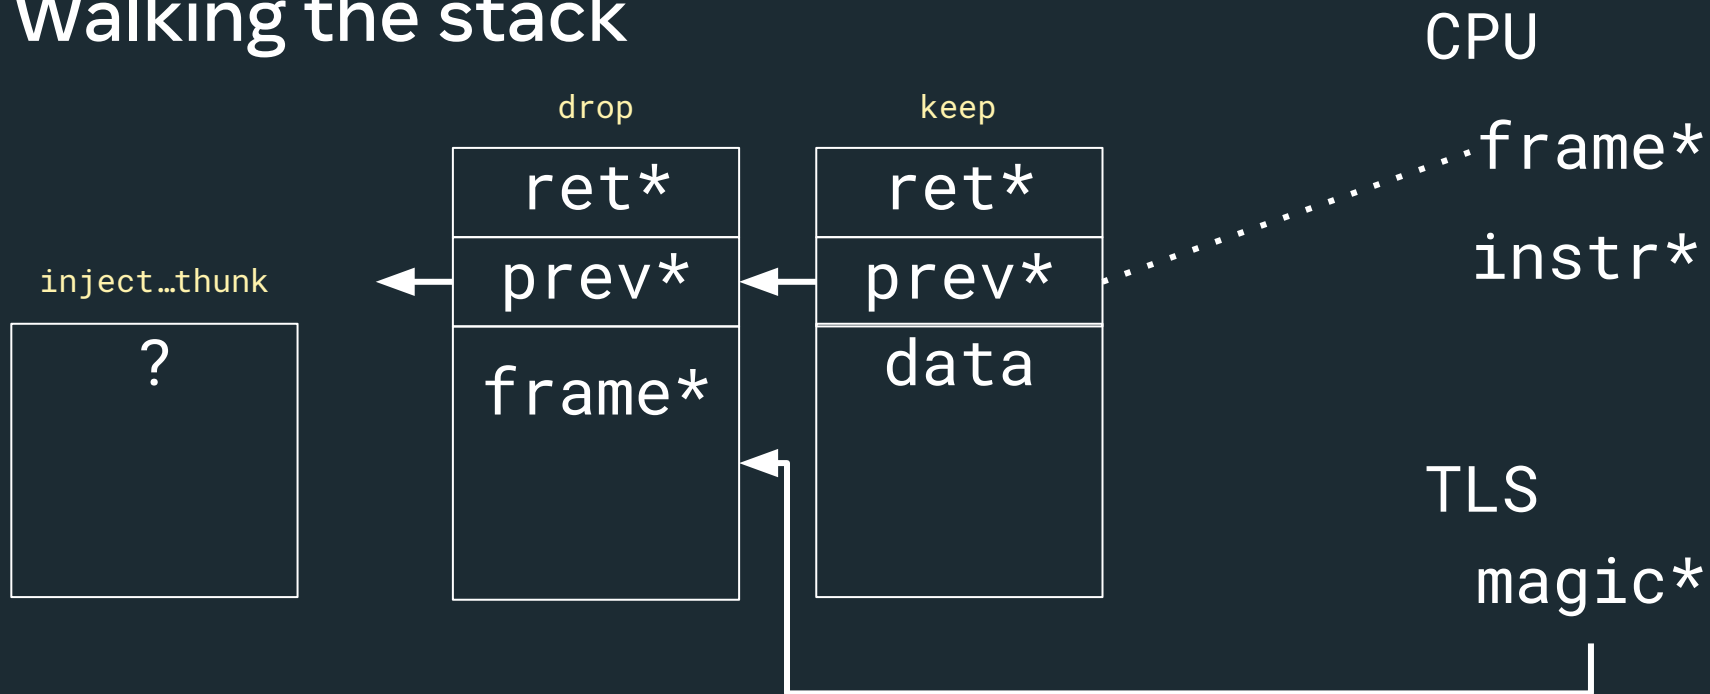 Walking the stack
CPU
drop
keep
frame*
ret*
ret*
instr*
inject…thunk
prev*
prev*
?
frame*
data
TLS
magic*